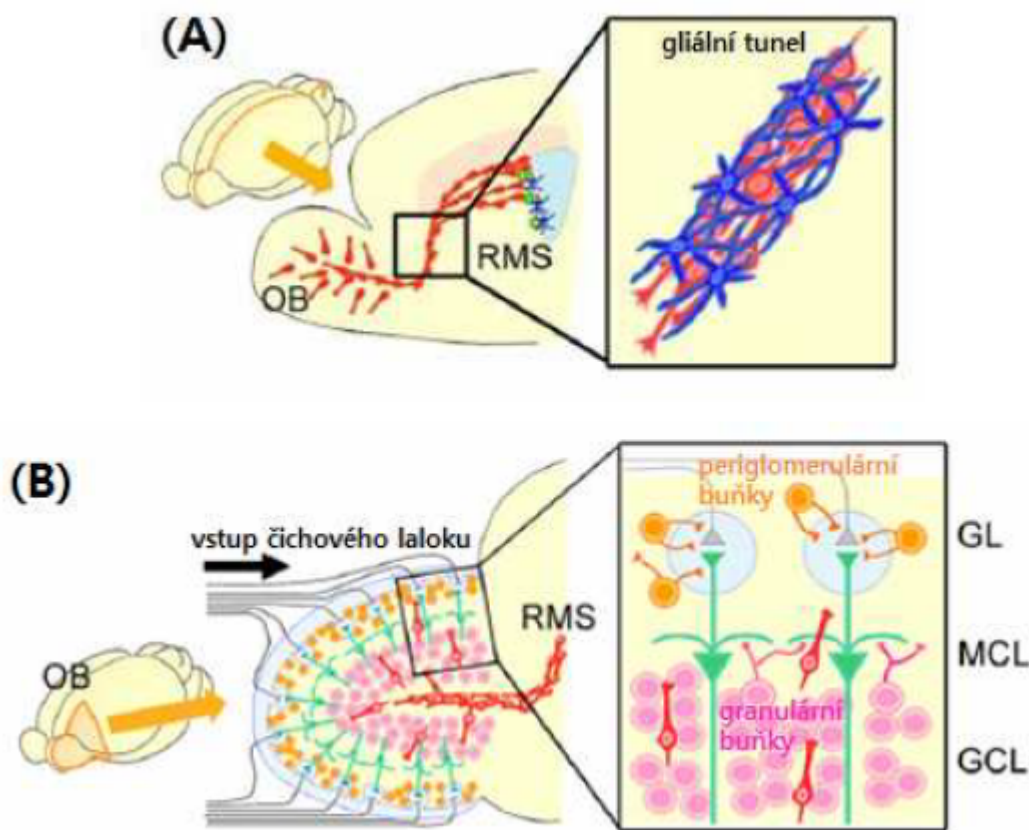 (A)
gliální tunel
RMS
OB
(B)
vstup čichového laloku
RMS
OB
periglomerulární
buňky
GL
MCL
granulární
buňky
GCL